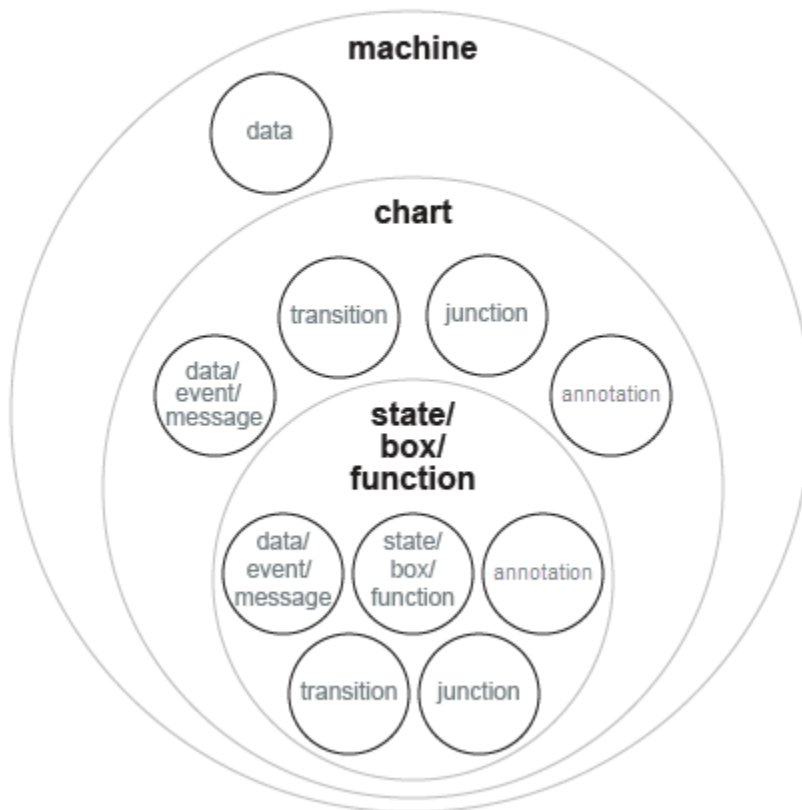 machine
data
chart
transition
junction
data/
event/
message
annotation
state/
box/
function
data/
event/
message
state/
box/
function
annotation
transition
junction